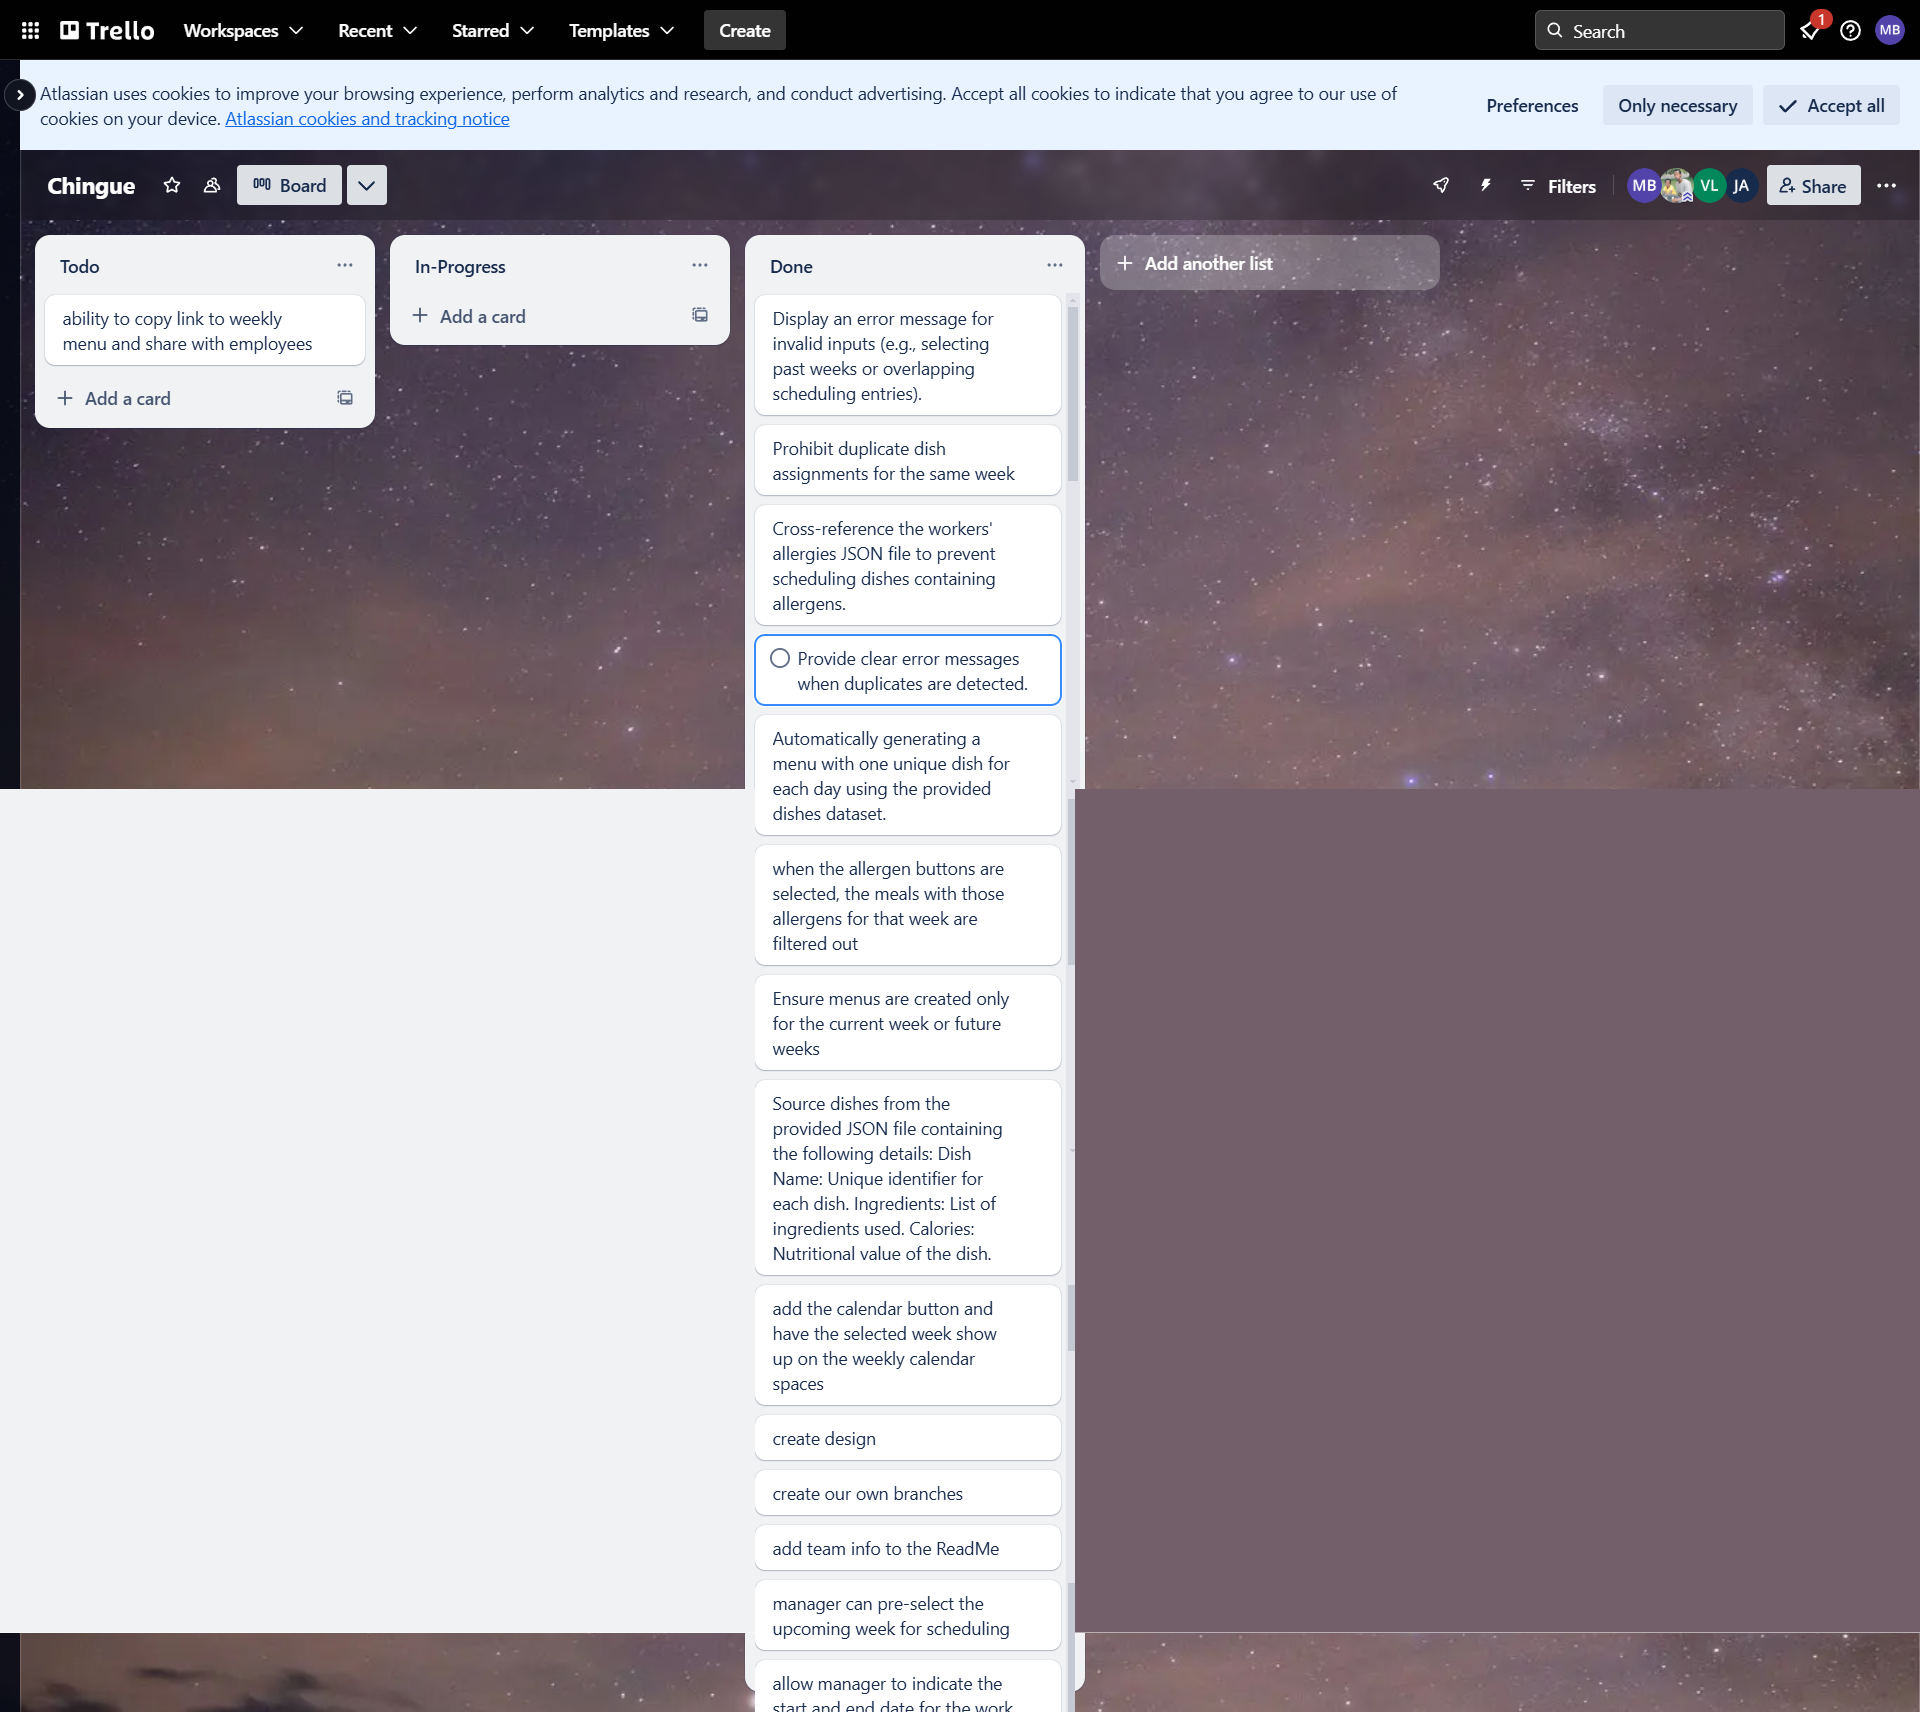 Trello
Workspaces
Recent
Starred
Templates
Create
Search
1
MB
Atlassian uses cookies to improve your browsing experience, perform analytics and research, and conduct advertising. Accept all cookies to indicate that you agree to our use of
cookies on your device. Atlassian cookies and tracking notice
Preferences
Only necessary
Accept all
Chingue
Board
Filters
MB
VL
JA
Share
Todo
ability to copy link to weekly
menu and share with employees
Add a card
In-Progress
Add a card
Done
Display an error message for
invalid inputs (e.g., selecting
past weeks or overlapping
scheduling entries).
Prohibit duplicate dish
assignments for the same week
Cross-reference the workers'
allergies JSON file to prevent
scheduling dishes containing
allergens.
Provide clear error messages
when duplicates are detected.
Automatically generating a
menu with one unique dish for
each day using the provided
dishes dataset.
when the allergen buttons are
selected, the meals with those
allergens for that week are
filtered out
Ensure menus are created only
for the current week or future
weeks
Source dishes from the
provided JSON file containing
the following details: Dish
Name: Unique identifier for
each dish. Ingredients: List of
ingredients used. Calories:
Nutritional value of the dish.
add the calendar button and
have the selected week show
up on the weekly calendar
spaces
create design
create our own branches
add team info to the ReadMe
manager can pre-select the
upcoming week for scheduling
allow manager to indicate the
start and end date for the work
Add another list